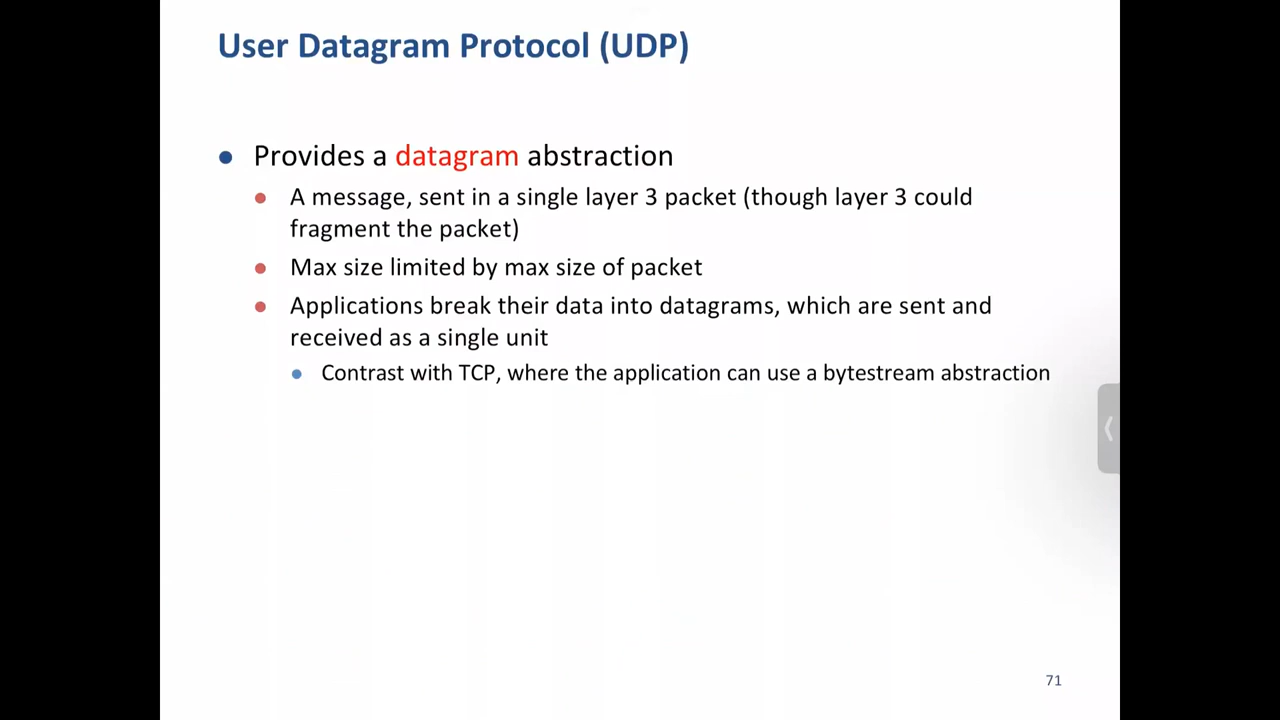 User Datagram Protocol (UDP)
Provides a datagram abstraction
A message, sent in a single layer 3 packet (though layer 3 could
fragment the packet)
Max size limited by max size of packet
Applications break their data into datagrams, which are sent and
received as a single unit
Contrast with TCP, where the application can use a bytestream abstraction
71